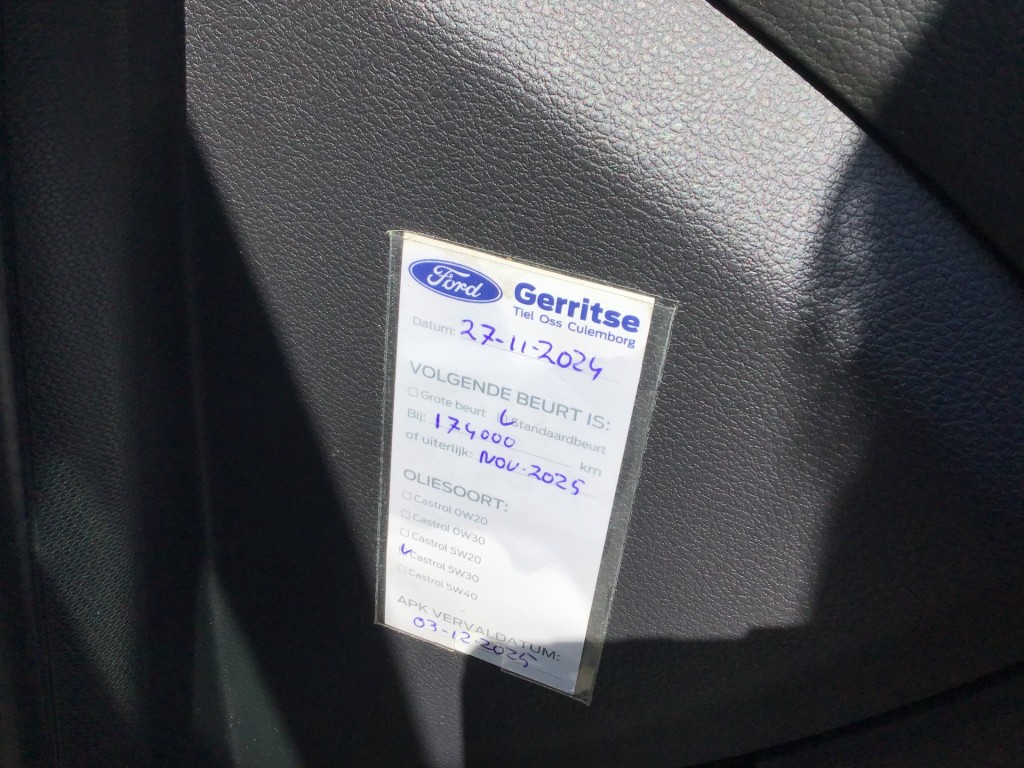 Ford Gerritse
Tiel Oss Culemborg
Datum: 27-11-2024
VOLGENDE BEURT IS:
Grote beurt Standaardbeurt
Bij: 174000 km
of uiterlijk: NOV-2025
OLIESOORT:
Castrol 0W20
Castrol 0W30
Castrol 5W20
Castrol 5W30
Castrol 5W40
APK VERVALDATUM:
03-12-2025